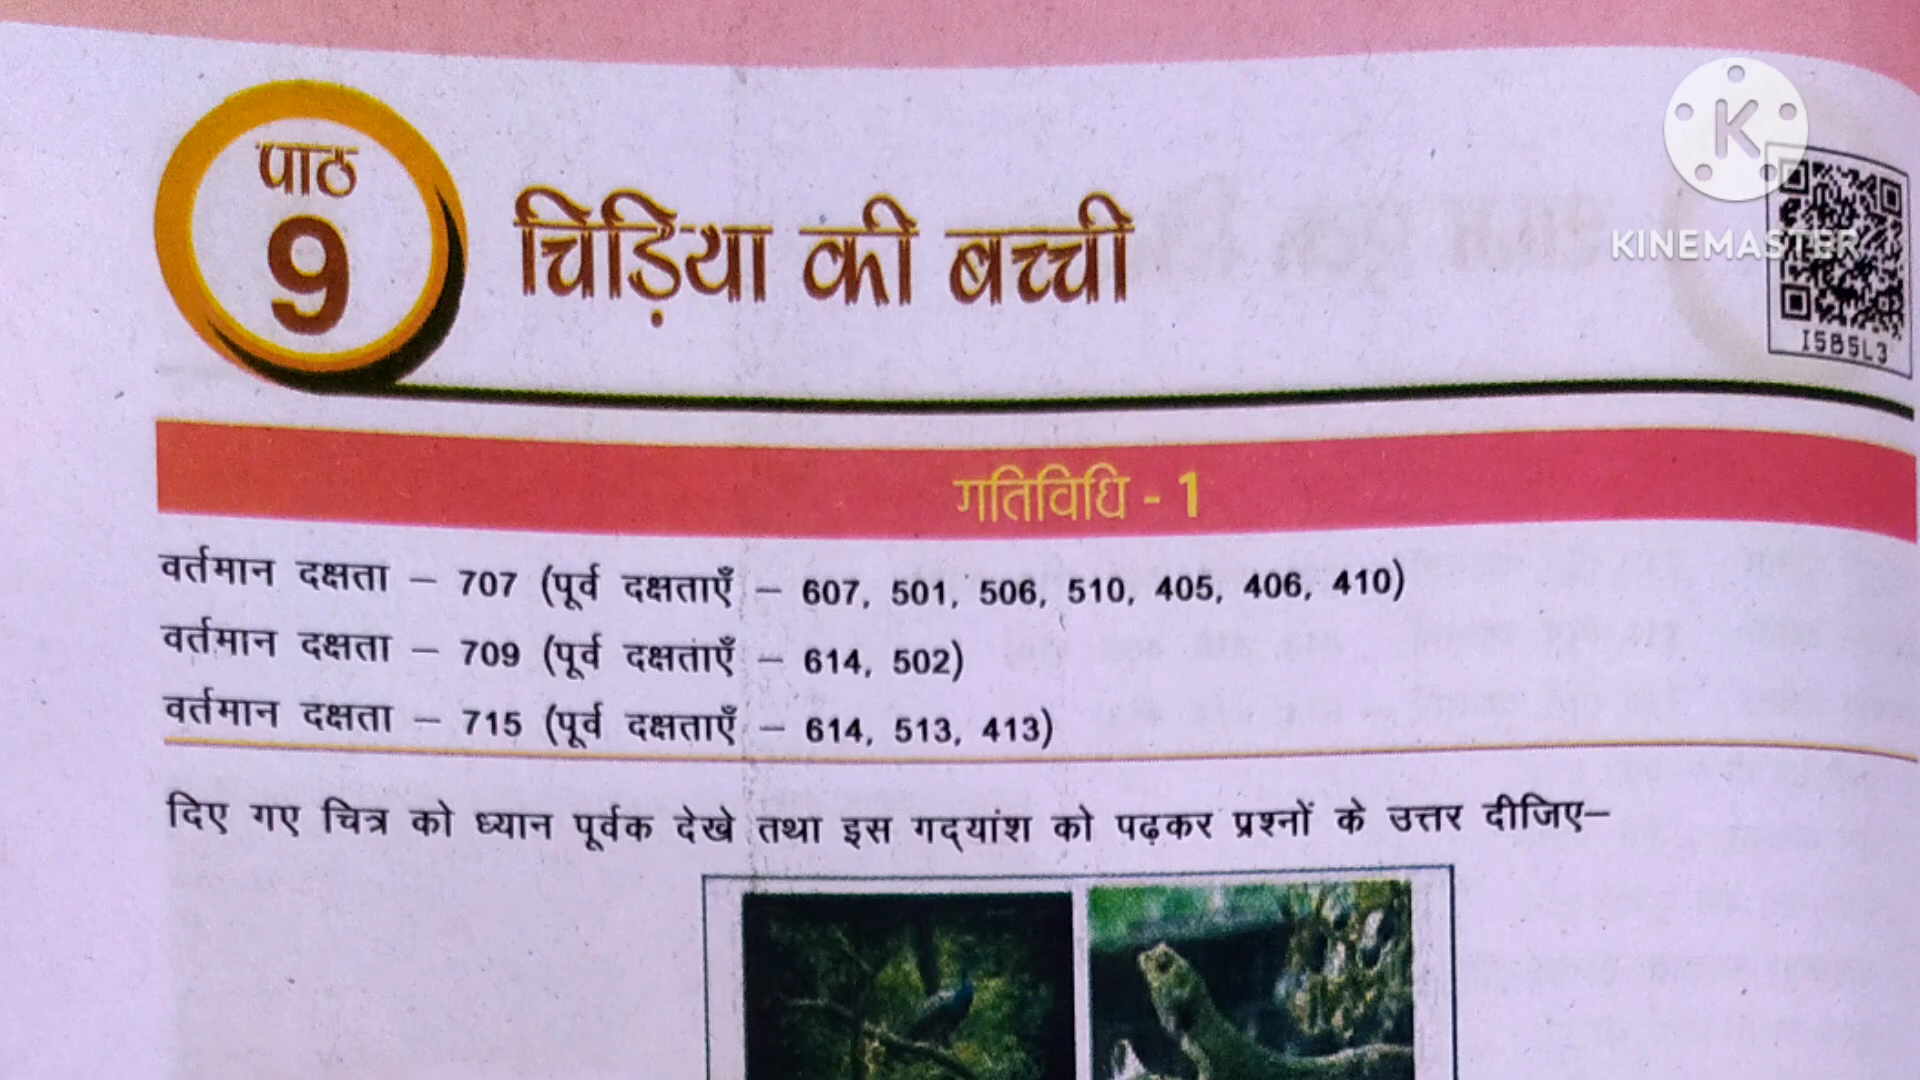 पाठ
9
चिड़िया की बच्ची
K
KINEMASTER
I5B5L3
गतिविधि - 1
वर्तमान दक्षता – 707 (पूर्व दक्षताएँ – 607, 501, 506, 510, 405, 406, 410)
वर्तमान दक्षता – 709 (पूर्व दक्षताएँ – 614, 502)
वर्तमान दक्षता – 715 (पूर्व दक्षताएँ – 614, 513, 413)
दिए गए चित्र को ध्यान पूर्वक देखे तथा इस गद्‌यांश को पढ़कर प्रश्नों के उत्तर दीजिए–